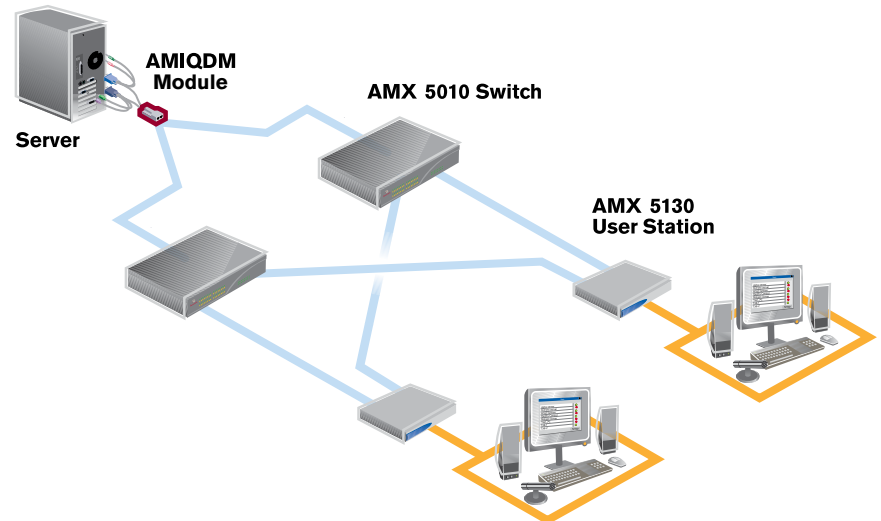 AMIQDM
Module
AMX 5010 Switch
Server
AMX 5130
User Station